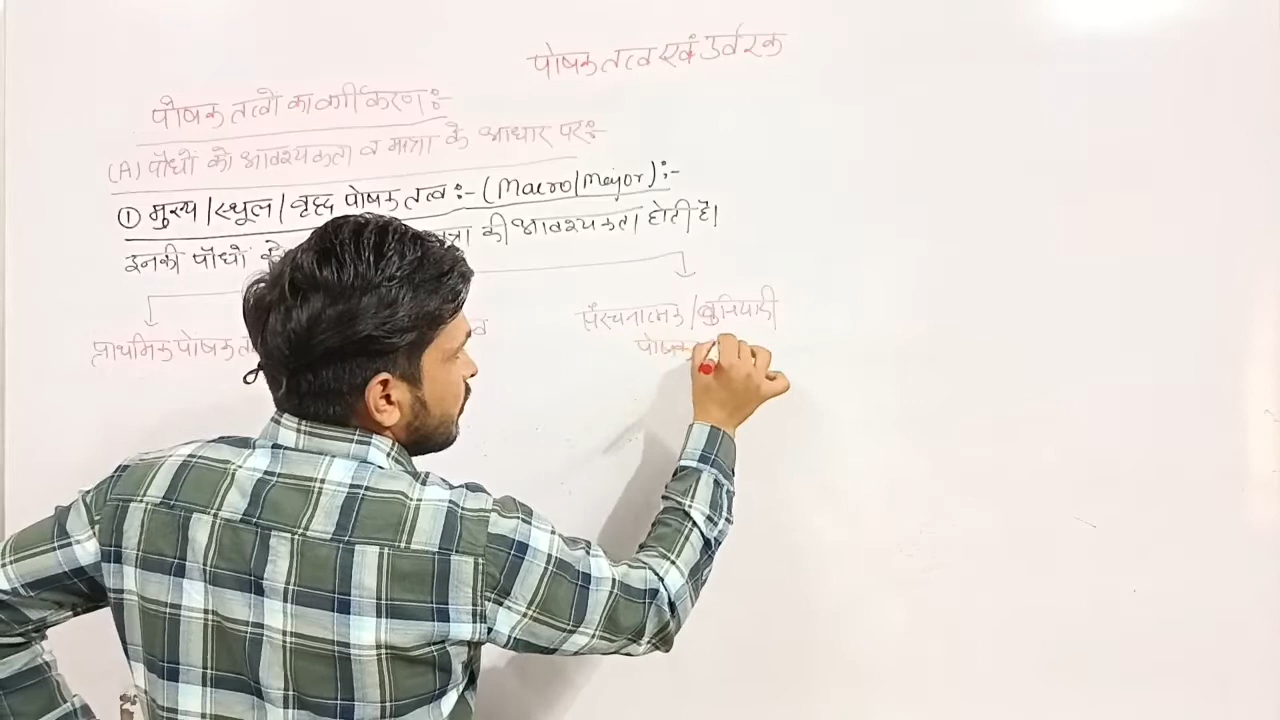 पोषक तत्व एवं उर्वरक
पोषक तत्वों का वर्गीकरण:-
(A) पौधों को आवश्यकता व मात्रा के आधार पर:-
① मुख्य/स्थूल/वृहद पोषक तत्व:- (Macro/Major):-
इनकी पौधों की आवश्यकता होती है।
प्राथमिक पोषक
संरचनात्मक/बुनियादी
पोषक